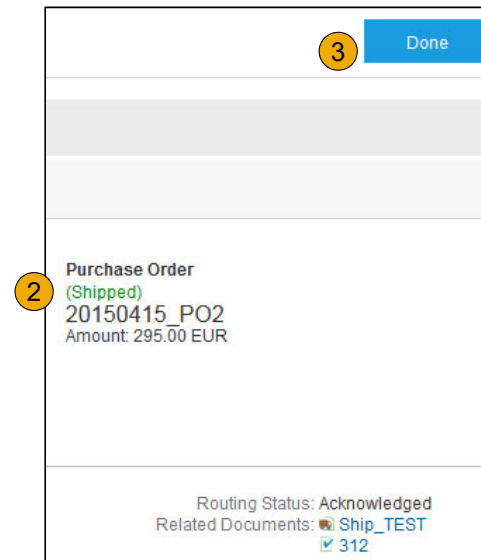 3
Done
Purchase Order
2
(Shipped)
20150415_PO2
Amount: 295.00 EUR
Routing Status: Acknowledged
Related Documents: Ship_TEST
312